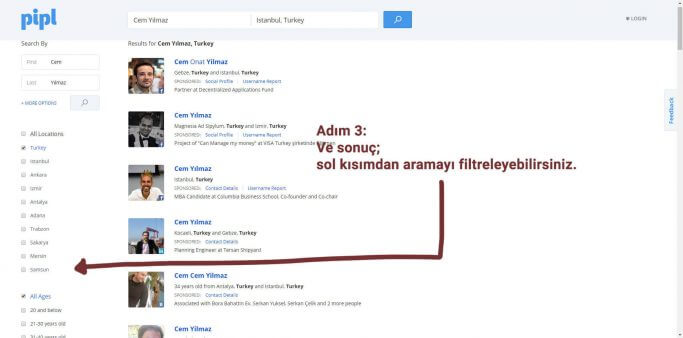 pipl
Cem Yılmaz
Istanbul, Turkey
LOGIN
Search By
Results for Cem Yılmaz, Turkey
First Cem
Last Yılmaz
+ MORE OPTIONS
All Locations
Turkey
Istanbul
Ankara
Izmir
Antalya
Adana
Trabzon
Sakarya
Mersin
Samsun
All Ages
20 and below
21-30 years old
31-40 years old
Cem Onat Yılmaz
Gebze, Turkey and Istanbul, Turkey
SPONSORED: Social Profile | Username Report
Partner at Decentralized Applications Fund
Cem Yılmaz
Magnesia Ad Sipylum, Turkey and Izmir, Turkey
SPONSORED: Social Profile | Username Report
Project of "Can Manage my money" at VISA Turkey şirketinde
Cem Yılmaz
Istanbul, Turkey
SPONSORED: Contact Details | Username Report
MBA Candidate at Columbia Business School, Co-founder and Co-chair
Cem Yılmaz
Kocaeli, Turkey and Gebze, Turkey
SPONSORED: Contact Details
Planning Engineer at Tersan Shipyard
Cem Cem Yilmaz
34 years old from Antalya, Turkey and Istanbul, Turkey
SPONSORED: Contact Details
Associated with Bora Bahattin Ev, Serkan Yuksel, Serkan Çelik and 2 more people
Cem Yılmaz
Adım 3:
Ve sonuç;
sol kısımdan aramayı filtreleyebilirsiniz.
Feedback